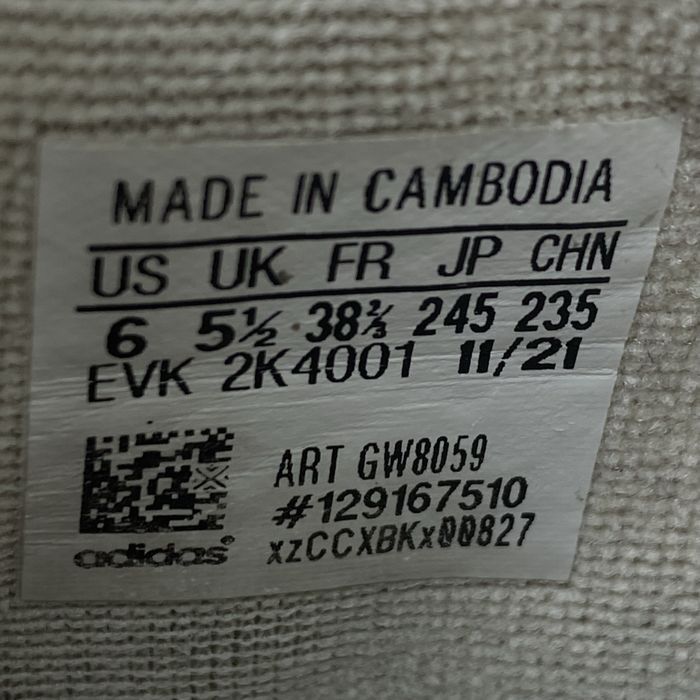 MADE IN CAMBODIA
US UK FR JP CHN
6 5½ 38⅔ 245 235
EVK 2K4001 11/21
ART GW8059
#129167510
xzCCXBKx00827
adidas